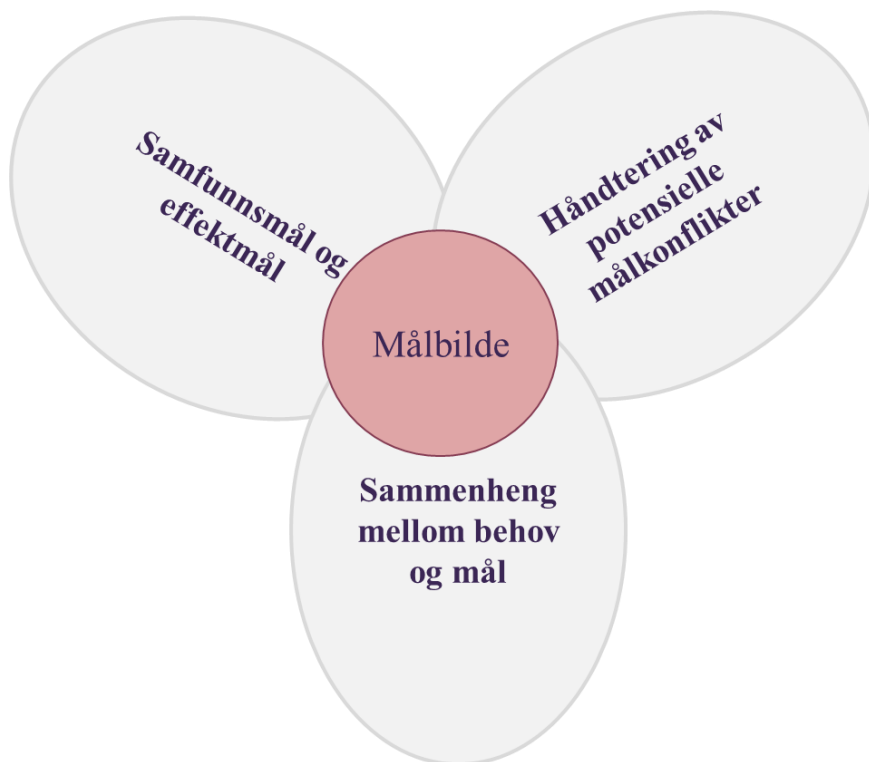 Samfunnsmål og
effektmål
Håndtering av
potensielle
målkonflikter
Målbilde
Sammenheng
mellom behov
og mål